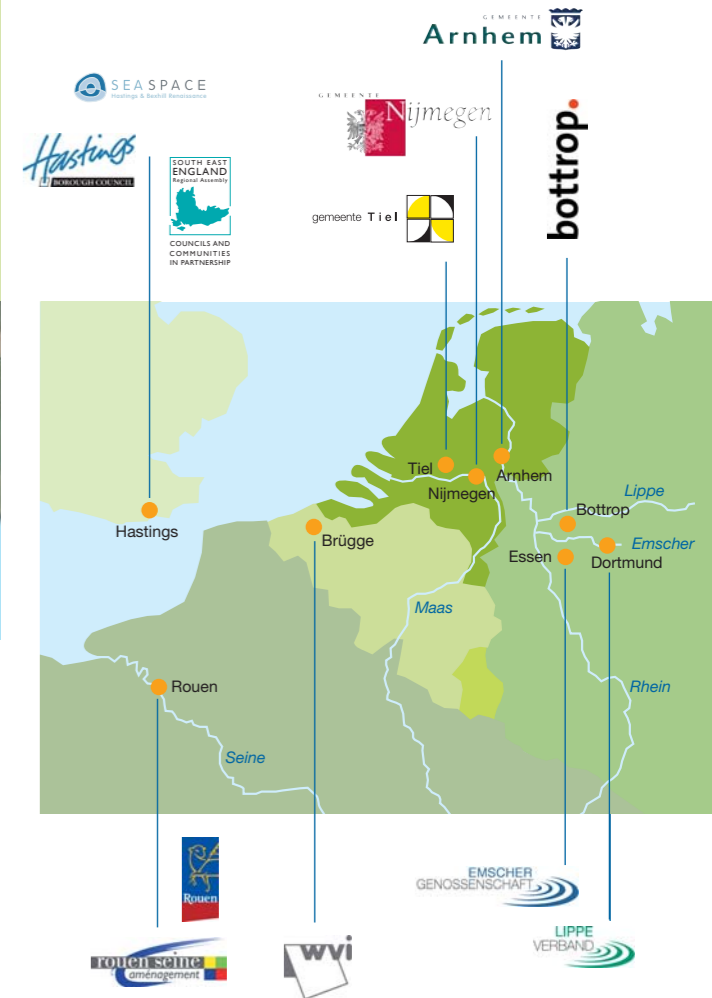 GEMEENTE
Arnhem
SEASPACE
Hastings & Bexhill Renaissance
GEMEENTE
Nijmegen
Hastings
BOROUGH COUNCIL
SOUTH EAST
ENGLAND
Regional Assembly
COUNCILS AND
COMMUNITIES
IN PARTNERSHIP
gemeente Tiel
bottrop.
Tiel
Arnhem
Nijmegen
Lippe
Bottrop
Hastings
Brügge
Emscher
Essen
Dortmund
Maas
Rouen
Rhein
Seine
Rouen
EMSCHER
GENOSSENSCHAFT
rouen seine
aménagement
wvi
LIPPE
VERBAND